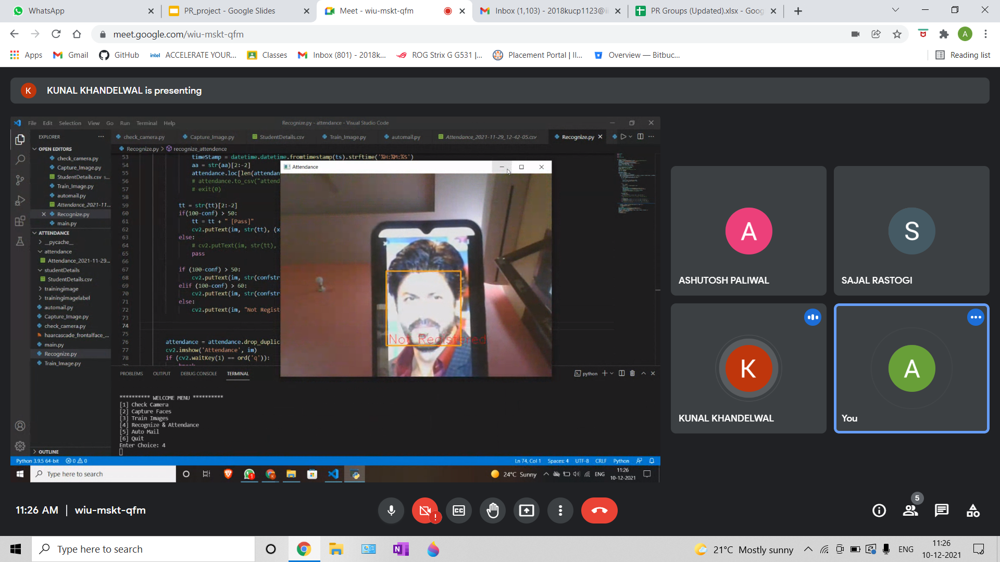 WhatsApp
PR_project - Google Slides
Meet - wiu-mskt-qfm
Inbox (1,103) - 2018kucp1123@ii
PR Groups (Updated).xlsx - Goog
meet.google.com/wiu-mskt-qfm
A
Apps
Gmail
GitHub
intel ACCELERATE YOUR...
Classes
Inbox (801) - 2018k...
ROG Strix G G531 |...
Placement Portal | II...
Overview — Bitbuc...
Reading list
K KUNAL KHANDELWAL is presenting
File Edit Selection View Go Run Terminal Help
Recognize.py - attendance - Visual Studio Code
EXPLORER
check_camera.py
Capture_Image.py
StudentDetails.csv
Train_Image.py
automail.py
Attendance_2021-11-29_12-42-05.csv
Recognize.py
OPEN EDITORS
check_camera.py
Capture_Image.py
StudentDetails.csv s...
Train_Image.py
automail.py
Attendance_2021-11...
Recognize.py
main.py
ATTENDANCE
__pycache__
attendance
Attendance_2021-11-29...
studentDetails
StudentDetails.csv
trainingimage
trainingimagelabel
automail.py
Capture_Image.py
check_camera.py
haarcascade_frontalface_...
main.py
Recognize.py
Train_Image.py
OUTLINE
Recognize.py > recognize_attendence
53 timeStamp = datetime.datetime.fromtimestamp(ts).strftime('%H:%M:%S')
54 aa = str(aa)[2:-2]
55 attendance.loc[len(attendan
56 # attendance.to_csv("attend
57 # exit(0)
58
59 tt = str(tt)[2:-2]
60 if(100-conf) > 50:
61 tt = tt + " [Pass]"
62 cv2.putText(im, str(tt), (x
63 else:
64 # cv2.putText(im, str(tt),
65 pass
66
67 if (100-conf) > 50:
68 cv2.putText(im, str(confstr
69 elif (100-conf) > 60:
70 cv2.putText(im, str(confstr
71 else:
72 cv2.putText(im, "Not Regist
73
74
75
76 attendance = attendance.drop_duplic
77 cv2.imshow('Attendance', im)
78 if (cv2.waitKey(1) == ord('q')):
Attendance
Not Registered
PROBLEMS OUTPUT DEBUG CONSOLE TERMINAL
python
********** WELCOME MENU **********
[1] Check Camera
[2] Capture Faces
[3] Train Images
[4] Recognize & Attendance
[5] Auto Mail
[6] Quit
Enter Choice: 4
Python 3.9.5 64-bit 0 0
Ln 74, Col 1 Spaces: 4 UTF-8 CRLF Python
Type here to search
24°C Sunny
ENG
11:26
10-12-2021
A
ASHUTOSH PALIWAL
S
SAJAL RASTOGI
K
KUNAL KHANDELWAL
A
You
11:26 AM | wiu-mskt-qfm
CC
5
Type here to search
21°C Mostly sunny
ENG
11:26
10-12-2021